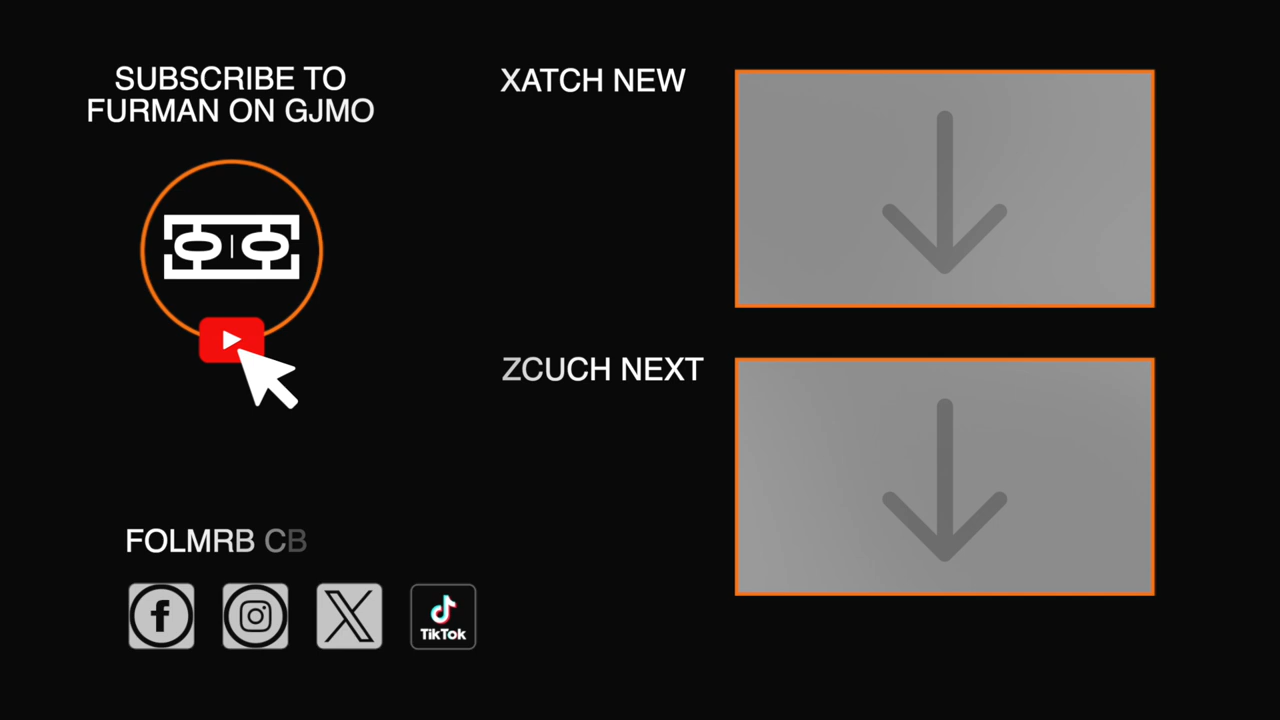 SUBSCRIBE TO
FURMAN ON GJMO
XATCH NEW
ZCUCH NEXT
FOLMRB CB
TikTok